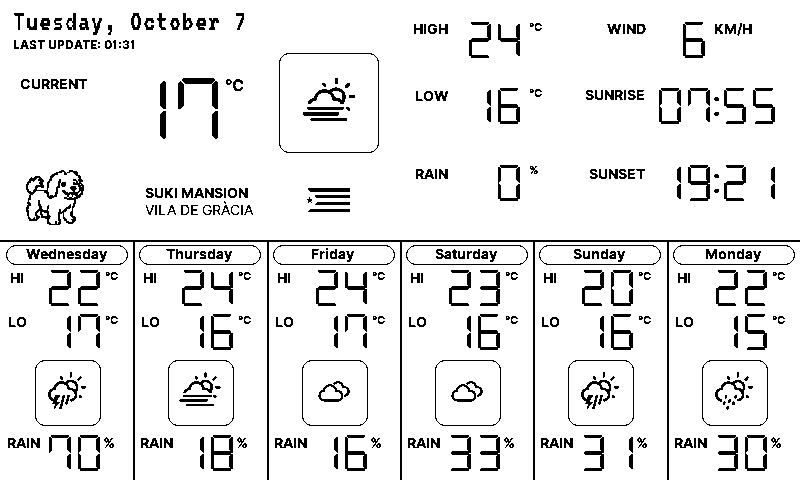 Tuesday, October 7
LAST UPDATE: 01:31
CURRENT 17 °C
SUKI MANSION
VILA DE GRÀCIA
HIGH 24 °C
LOW 16 °C
RAIN 0 %
WIND 6 KM/H
SUNRISE 07:55
SUNSET 19:21
Wednesday
HI 22 °C
LO 17 °C
RAIN 70 %
Thursday
HI 24 °C
LO 16 °C
RAIN 18 %
Friday
HI 24 °C
LO 17 °C
RAIN 16 %
Saturday
HI 23 °C
LO 16 °C
RAIN 33 %
Sunday
HI 20 °C
LO 16 °C
RAIN 31 %
Monday
HI 22 °C
LO 15 °C
RAIN 30 %